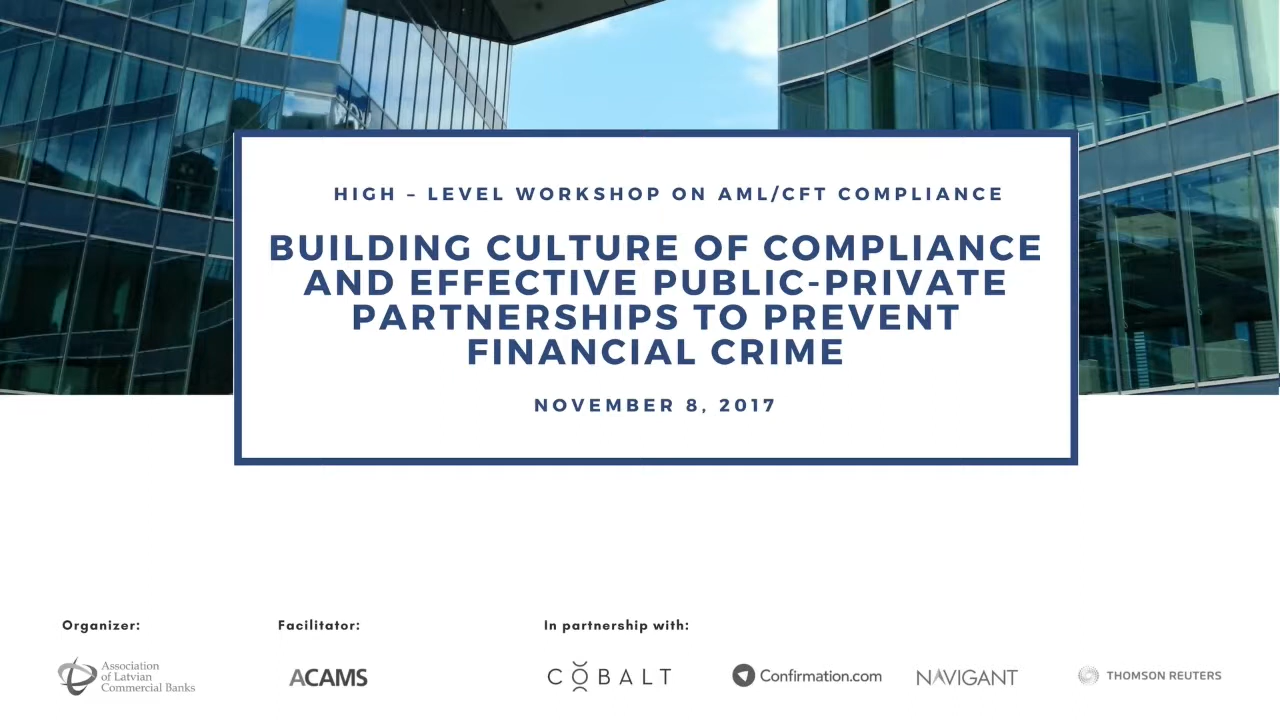 HIGH – LEVEL WORKSHOP ON AML/CFT COMPLIANCE
BUILDING CULTURE OF COMPLIANCE
AND EFFECTIVE PUBLIC-PRIVATE
PARTNERSHIPS TO PREVENT
FINANCIAL CRIME
NOVEMBER 8, 2017
Organizer:
Association
of Latvian
Commercial Banks
Facilitator:
ACAMS
In partnership with:
COBALT
Confirmation.com
NAVIGANT
THOMSON REUTERS